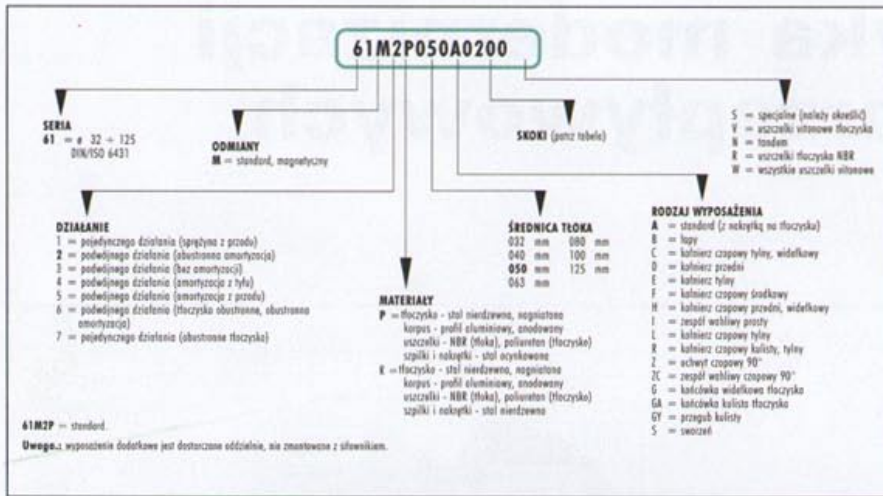 61M2P050A0200
SERIA
61 = ø 32 ÷ 125
DIN/ISO 6431
ODMIANY
M = standard, magnetyczny
SKOKI (patrz tabela)
S = specjalne (należy określić)
V = uszczelki vitonowe tłoczyska
N = tandem
R = uszczelki tłoczyska NBR
W = wszystkie uszczelki vitonowe
DZIAŁANIE
1 = pojedynczego działania (sprężyna z przodu)
2 = podwójnego działania (obustronna amortyzacja)
3 = podwójnego działania (bez amortyzacji)
4 = podwójnego działania (amortyzacja z tyłu)
5 = podwójnego działania (amortyzacja z przodu)
6 = podwójnego działania (tłoczysko obustronne, obustronna
amortyzacja)
7 = pojedynczego działania (obustronne tłoczysko)
MATERIAŁY
P = tłoczysko - stal nierdzewna, nagniatana
korpus - profil aluminiowy, anodowany
uszczelki - NBR (tłoka), poliuretan (tłoczysko)
szpilki i nakrętki - stal ocynkowana
R = tłoczysko - stal nierdzewna, nagniatana
korpus - profil aluminiowy, anodowany
uszczelki - NBR (tłoka), poliuretan (tłoczysko)
szpilki i nakrętki - stal nierdzewna
ŚREDNICA TŁOKA
032 mm 080 mm
040 mm 100 mm
050 mm 125 mm
063 mm
RODZAJ WYPOSAŻENIA
A = standard (z nakrętką na tłoczysku)
B = łapy
C = kołnierz czopowy tylny, widełkowy
D = kołnierz przedni
E = kołnierz tylny
F = kołnierz czopowy środkowy
H = kołnierz czopowy przedni, widełkowy
I = zespół wahliwy prosty
L = kołnierz czopowy tylny
R = kołnierz czopowy kulisty, tylny
Z = uchwyt czopowy 90°
ZC = zespół wahliwy czopowy 90°
G = końcówka widełkowa tłoczyska
GA = końcówka kulista tłoczyska
GY = przegub kulisty
S = sworzeń
61M2P = standard.
Uwaga.: wyposażenie dodatkowe jest dostarczane oddzielnie, nie zmontowane z siłownikiem.